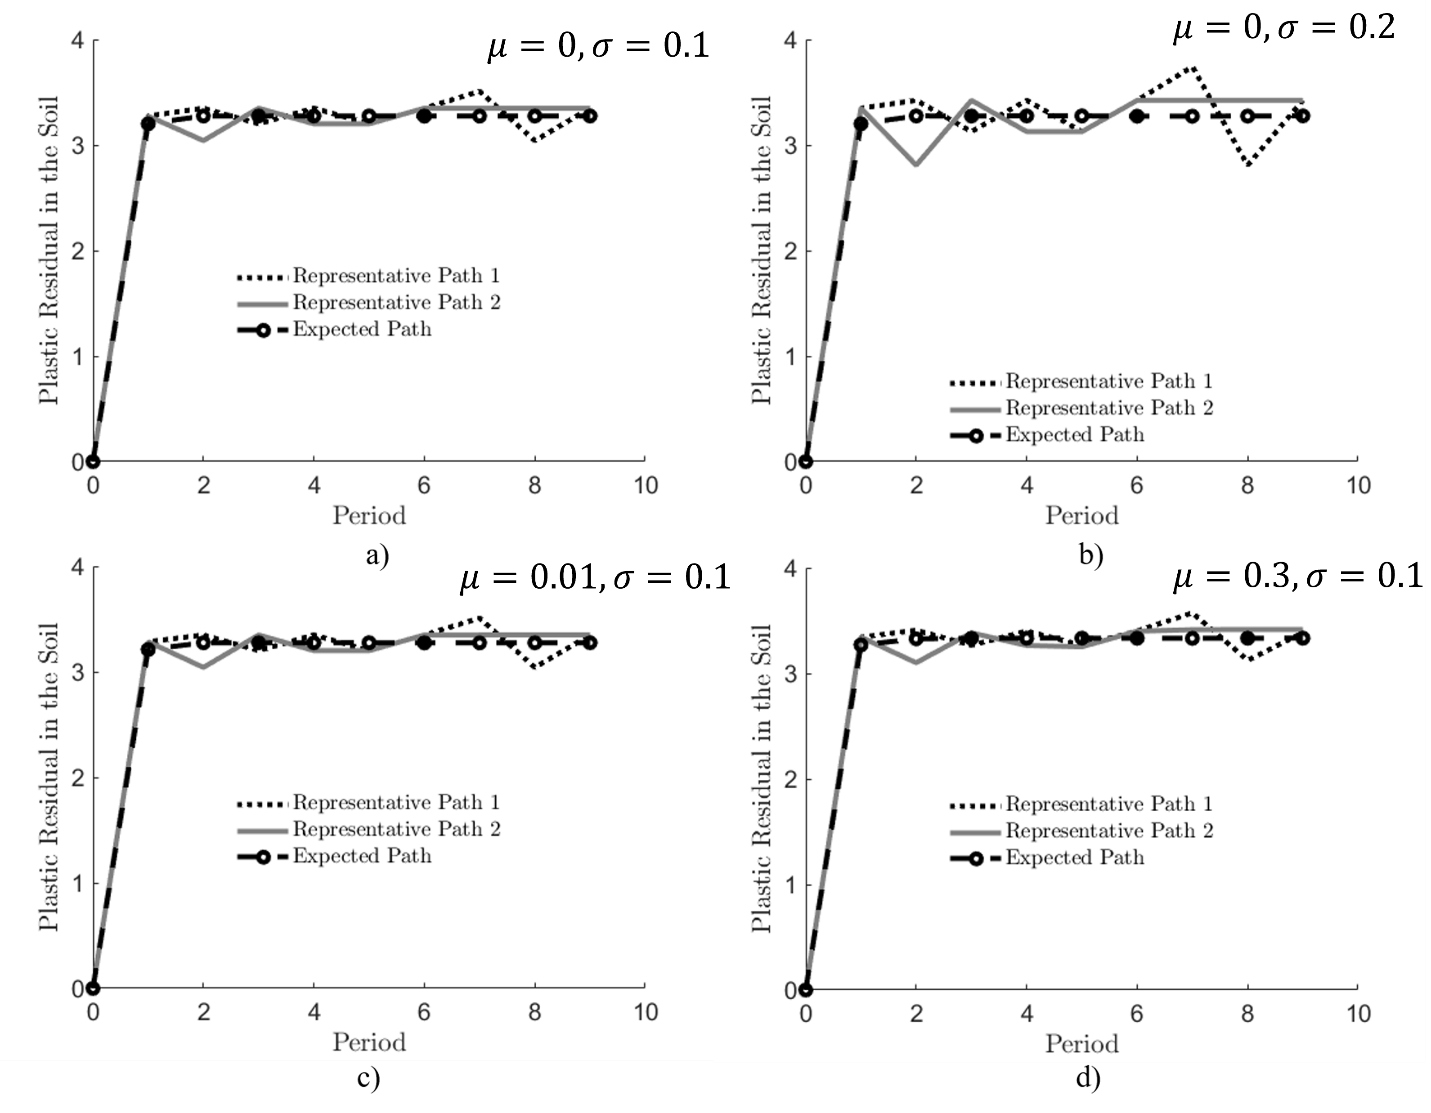 μ = 0, σ = 0.1
4
3
2
1
0
Plastic Residual in the Soil
Representative Path 1
Representative Path 2
Expected Path
0 2 4 6 8 10
Period
a)
μ = 0, σ = 0.2
4
3
2
1
0
Plastic Residual in the Soil
Representative Path 1
Representative Path 2
Expected Path
0 2 4 6 8 10
Period
b)
μ = 0.01, σ = 0.1
4
3
2
1
0
Plastic Residual in the Soil
Representative Path 1
Representative Path 2
Expected Path
0 2 4 6 8 10
Period
c)
μ = 0.3, σ = 0.1
4
3
2
1
0
Plastic Residual in the Soil
Representative Path 1
Representative Path 2
Expected Path
0 2 4 6 8 10
Period
d)